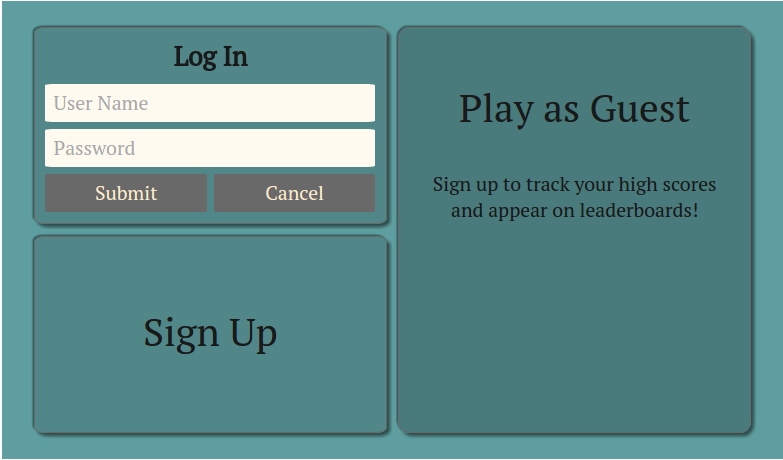 Log In
User Name
Password
Submit Cancel
Sign Up
Play as Guest
Sign up to track your high scores
and appear on leaderboards!